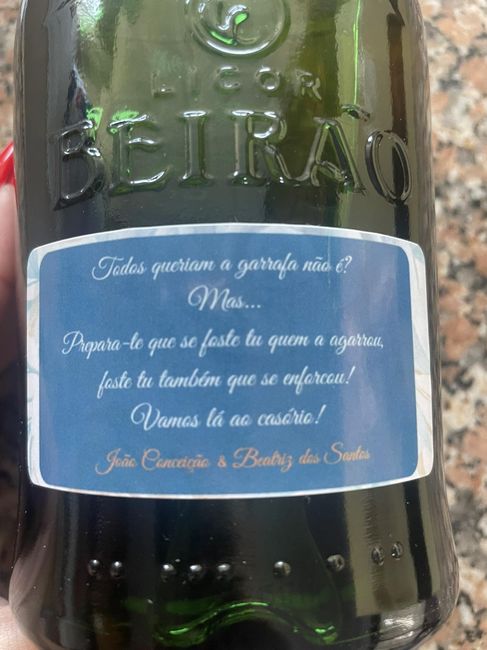 LICOR
BEIRÃO
Todos queriam a garrafa não é?
Mas...
Prepara-te que se foste tu quem a agarrou,
foste tu também que se enforcou!
Vamos lá ao casório!
João Conceição & Beatriz dos Santos